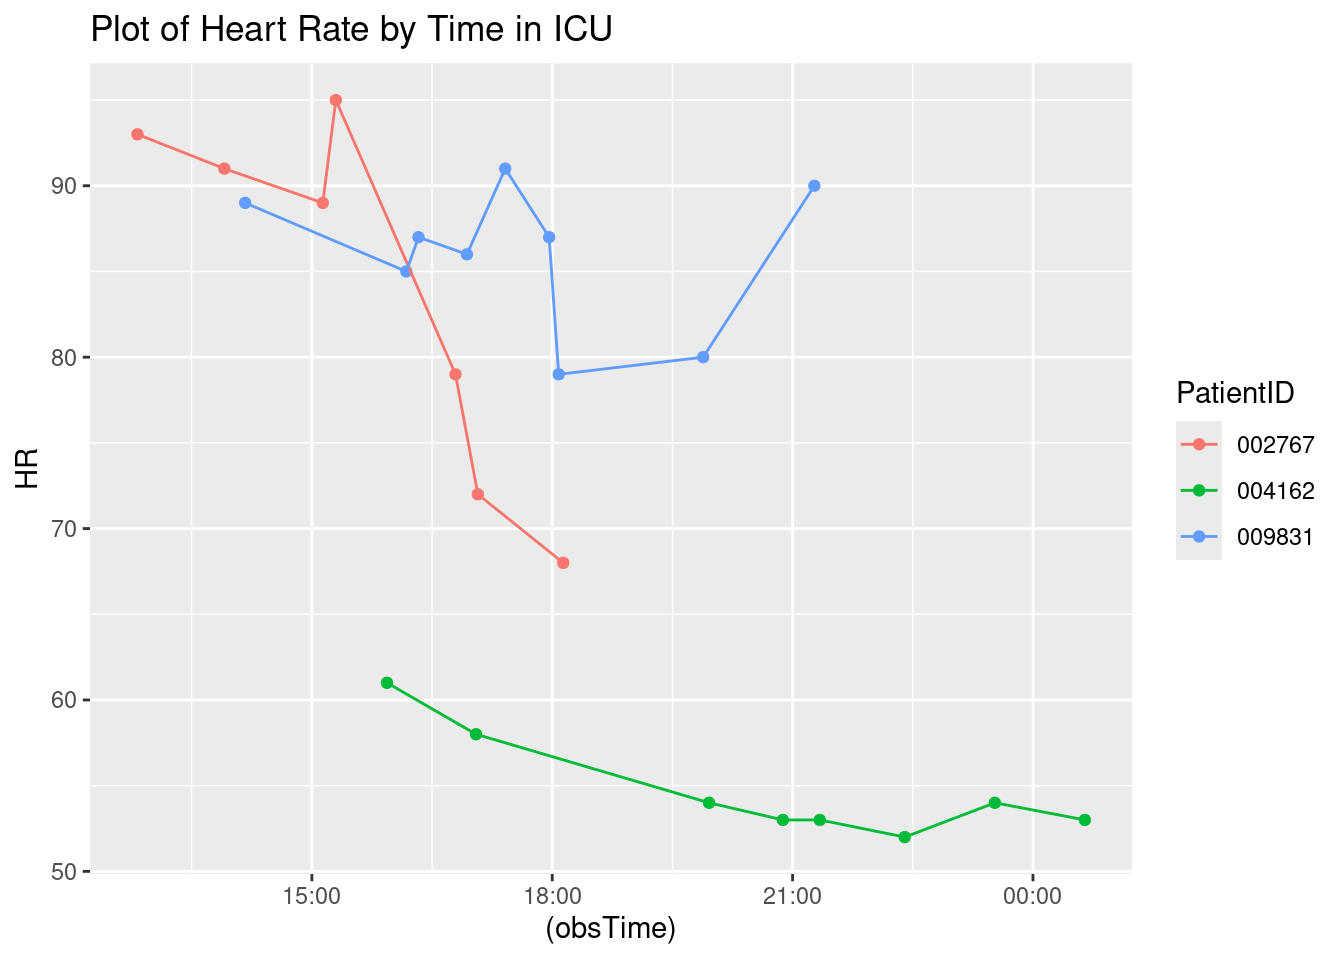 Plot of Heart Rate by Time in ICU
HR
90
80
70
60
50
15:00 18:00 21:00 00:00
(obsTime)
PatientID
002767
004162
009831